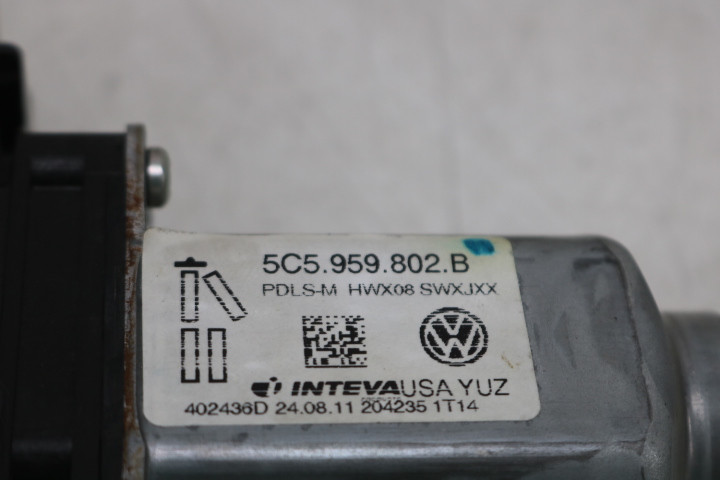 5C5.959.802.B
PDLS-M HWX08 SWXJXX
INTEVA USA YUZ
402436D 24.08.11 204235 1T14